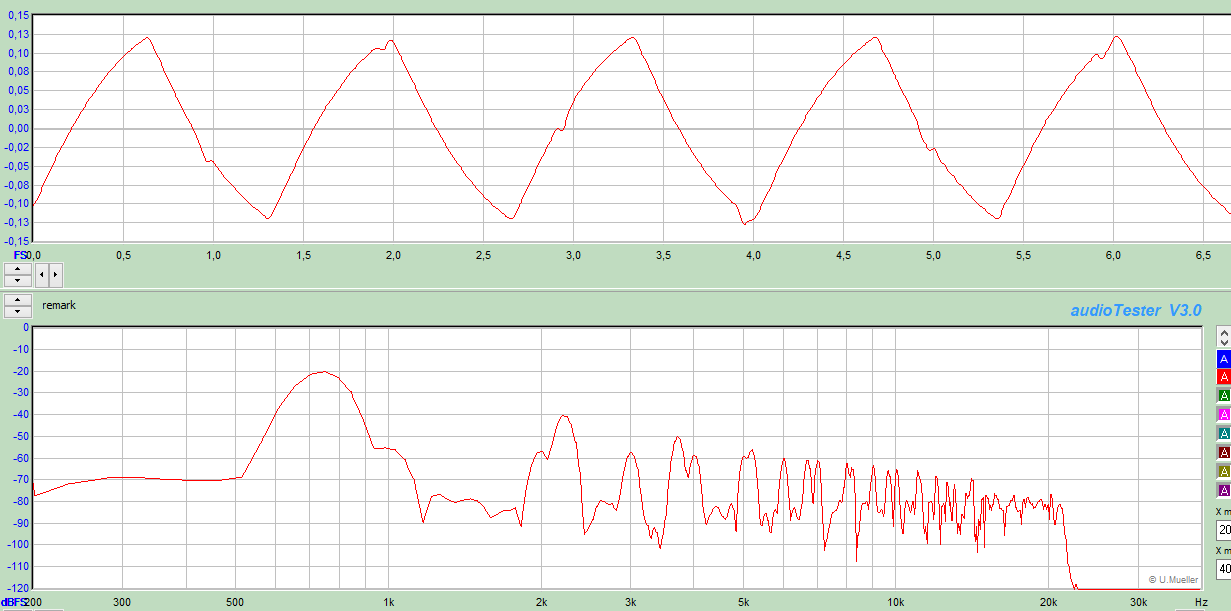 0,15
0,13
0,10
0,08
0,05
0,03
0,00
-0,02
-0,05
-0,08
-0,10
-0,13
-0,15
FS 0,0 0,5 1,0 1,5 2,0 2,5 3,0 3,5 4,0 4,5 5,0 5,5 6,0 6,5
remark
audioTester V3.0
0
-10
-20
-30
-40
-50
-60
-70
-80
-90
-100
-110
-120
A
A
A
A
A
A
A
A
X m
20
X m
40
© U.Mueller
dBFS 200 300 500 1k 2k 3k 5k 10k 20k 30k Hz